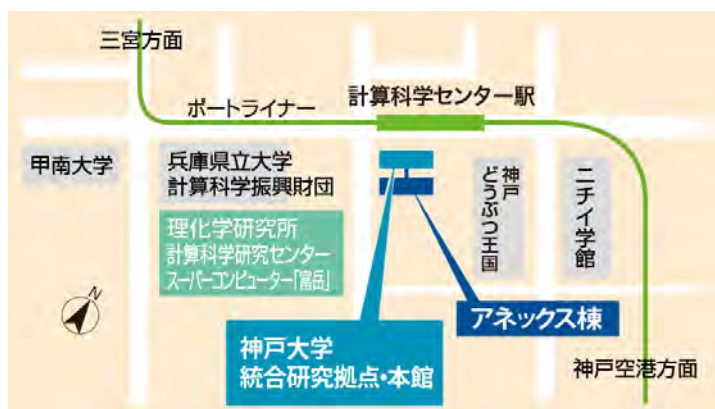 三宮方面
ポートライナー
計算科学センター駅
甲南大学
兵庫県立大学
計算科学振興財団
理化学研究所
計算科学研究センター
スーパーコンピューター「富岳」
神戸
どうぶつ王国
ニチイ学館
N
アネックス棟
神戸大学
統合研究拠点・本館
神戸空港方面